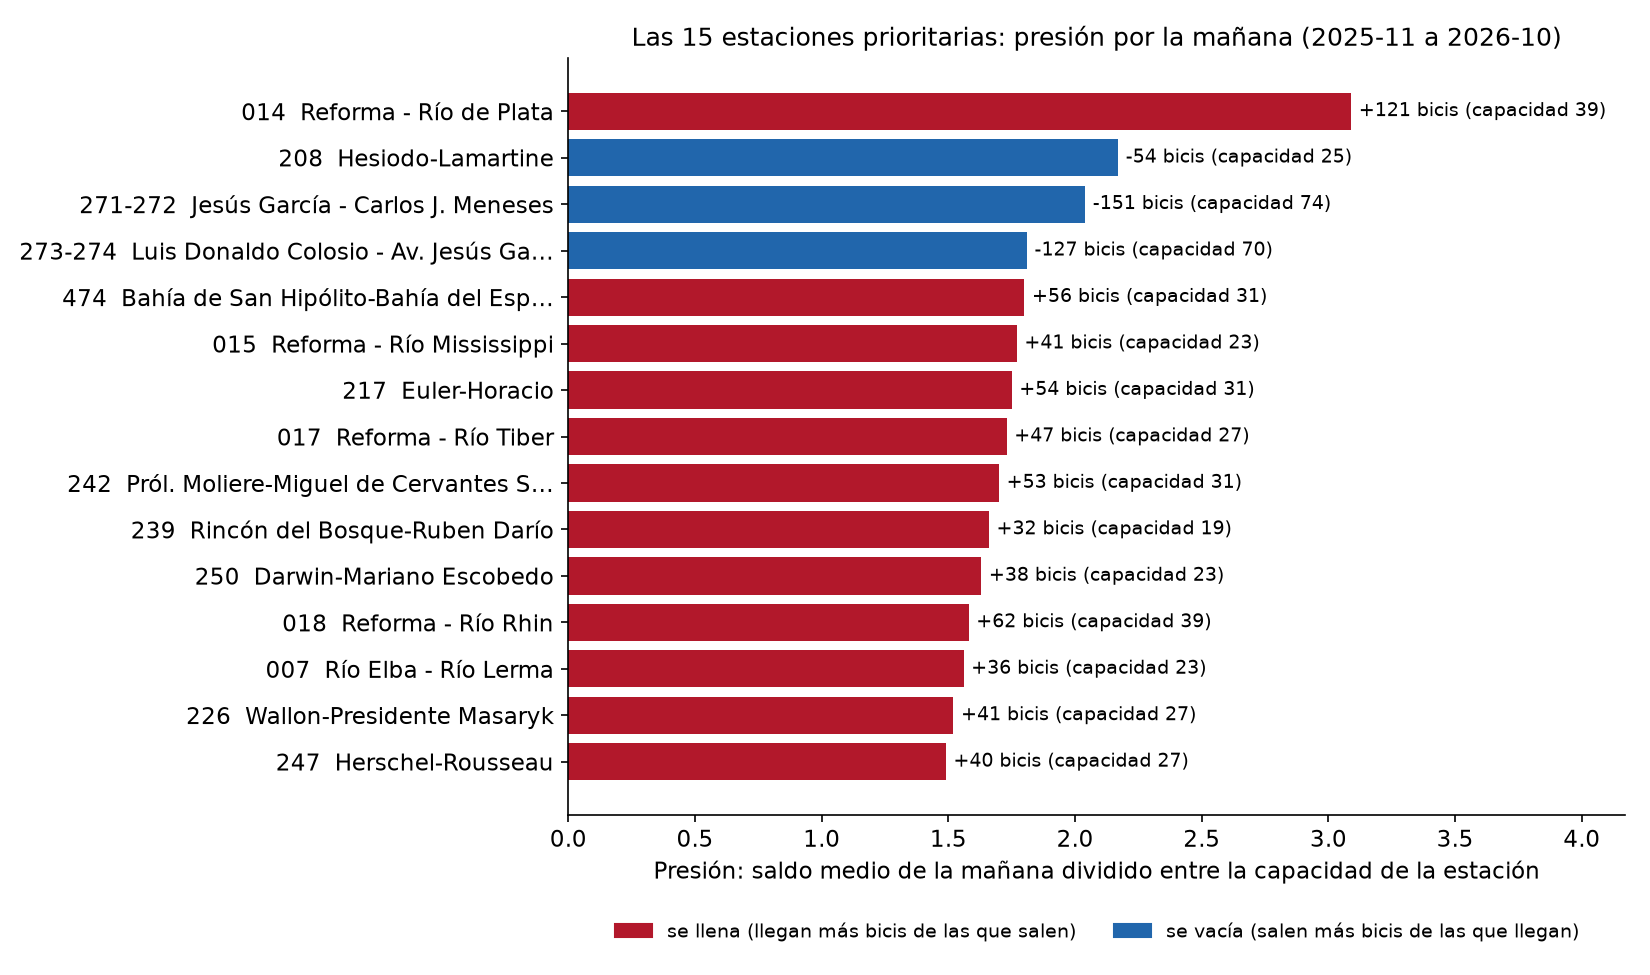 Las 15 estaciones prioritarias: presión por la mañana (2025-11 a 2026-10)
014 Reforma - Río de Plata +121 bicis (capacidad 39)
208 Hesiodo-Lamartine -54 bicis (capacidad 25)
271-272 Jesús García - Carlos J. Meneses -151 bicis (capacidad 74)
273-274 Luis Donaldo Colosio - Av. Jesús Ga… -127 bicis (capacidad 70)
474 Bahía de San Hipólito-Bahía del Esp… +56 bicis (capacidad 31)
015 Reforma - Río Mississippi +41 bicis (capacidad 23)
217 Euler-Horacio +54 bicis (capacidad 31)
017 Reforma - Río Tiber +47 bicis (capacidad 27)
242 Pról. Moliere-Miguel de Cervantes S… +53 bicis (capacidad 31)
239 Rincón del Bosque-Ruben Darío +32 bicis (capacidad 19)
250 Darwin-Mariano Escobedo +38 bicis (capacidad 23)
018 Reforma - Río Rhin +62 bicis (capacidad 39)
007 Río Elba - Río Lerma +36 bicis (capacidad 23)
226 Wallon-Presidente Masaryk +41 bicis (capacidad 27)
247 Herschel-Rousseau +40 bicis (capacidad 27)
0.0 0.5 1.0 1.5 2.0 2.5 3.0 3.5 4.0
Presión: saldo medio de la mañana dividido entre la capacidad de la estación
se llena (llegan más bicis de las que salen) se vacía (salen más bicis de las que llegan)